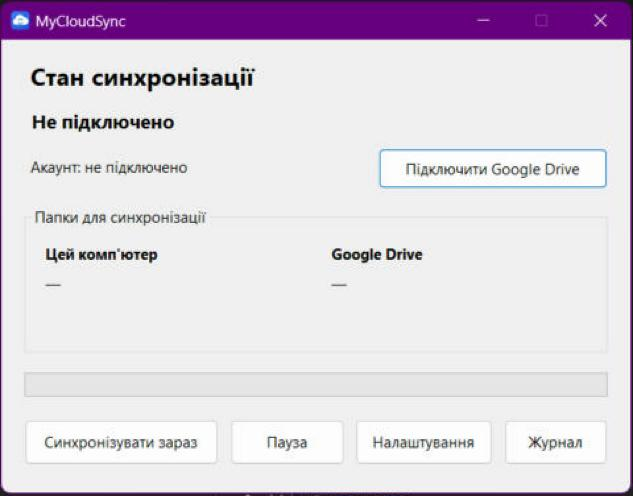 MyCloudSync
Стан синхронізації
Не підключено
Акаунт: не підключено
Підключити Google Drive
Папки для синхронізації
Цей комп'ютер Google Drive
— —
Синхронізувати зараз Пауза Налаштування Журнал